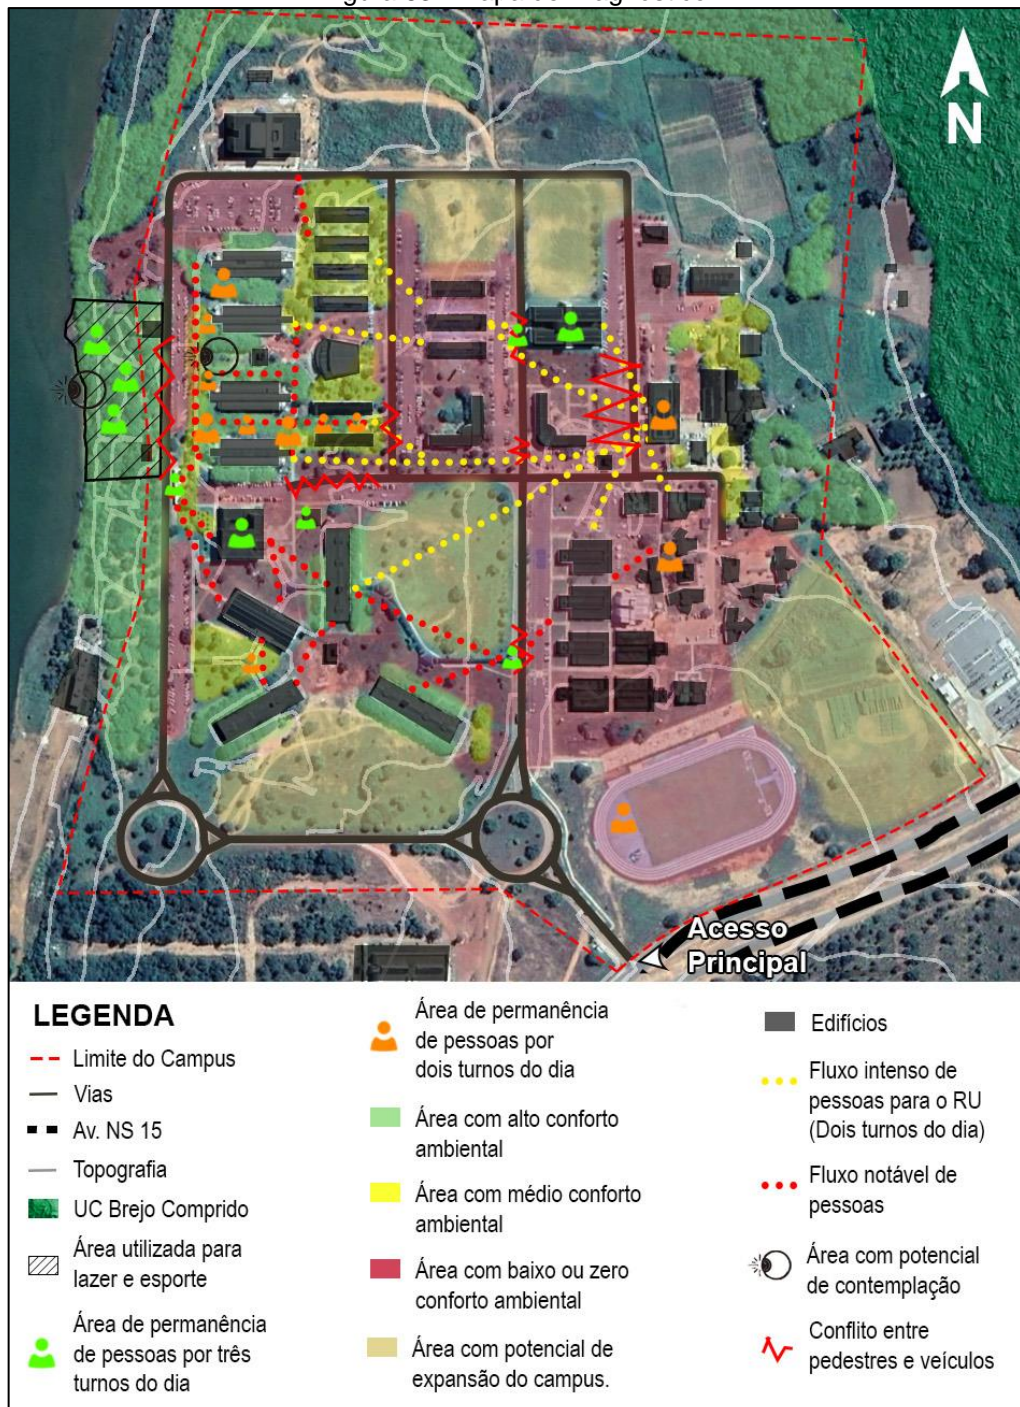 N
Acesso
Principal
LEGENDA
Limite do Campus
Vias
Av. NS 15
Topografia
UC Brejo Comprido
Área utilizada para
lazer e esporte
Área de permanência
de pessoas por três
turnos do dia
Área de permanência
de pessoas por
dois turnos do dia
Área com alto conforto
ambiental
Área com médio conforto
ambiental
Área com baixo ou zero
conforto ambiental
Área com potencial de
expansão do campus.
Edifícios
Fluxo intenso de
pessoas para o RU
(Dois turnos do dia)
Fluxo notável de
pessoas
Área com potencial
de contemplação
Conflito entre
pedestres e veículos